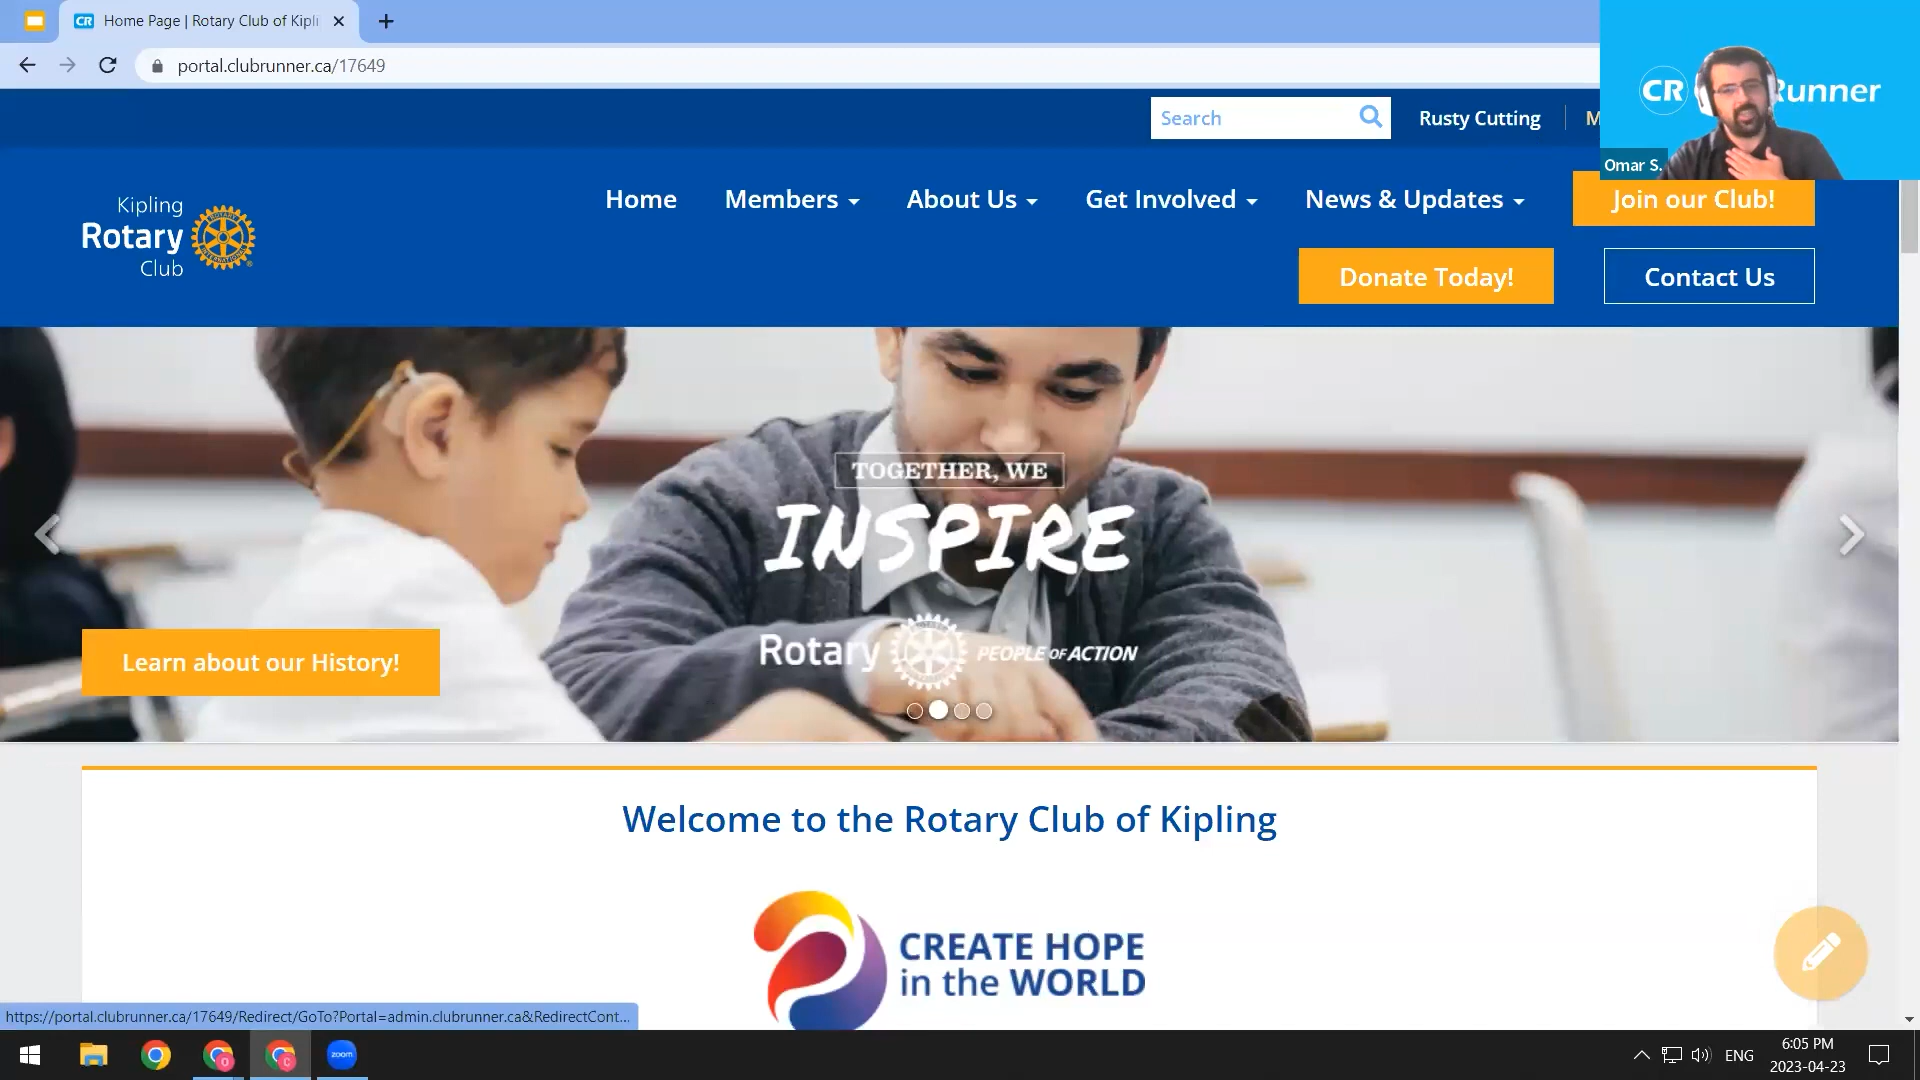 CR Home Page | Rotary Club of Kipli
portal.clubrunner.ca/17649
Search
Rusty Cutting
CR Runner
Omar S.
Kipling
Rotary
Club
Home
Members
About Us
Get Involved
News & Updates
Join our Club!
Donate Today!
Contact Us
TOGETHER, WE
INSPIRE
Rotary PEOPLE OF ACTION
Learn about our History!
Welcome to the Rotary Club of Kipling
CREATE HOPE
in the WORLD
https://portal.clubrunner.ca/17649/Redirect/GoTo?Portal=admin.clubrunner.ca&RedirectCont...
zoom
ENG
6:05 PM
2023-04-23